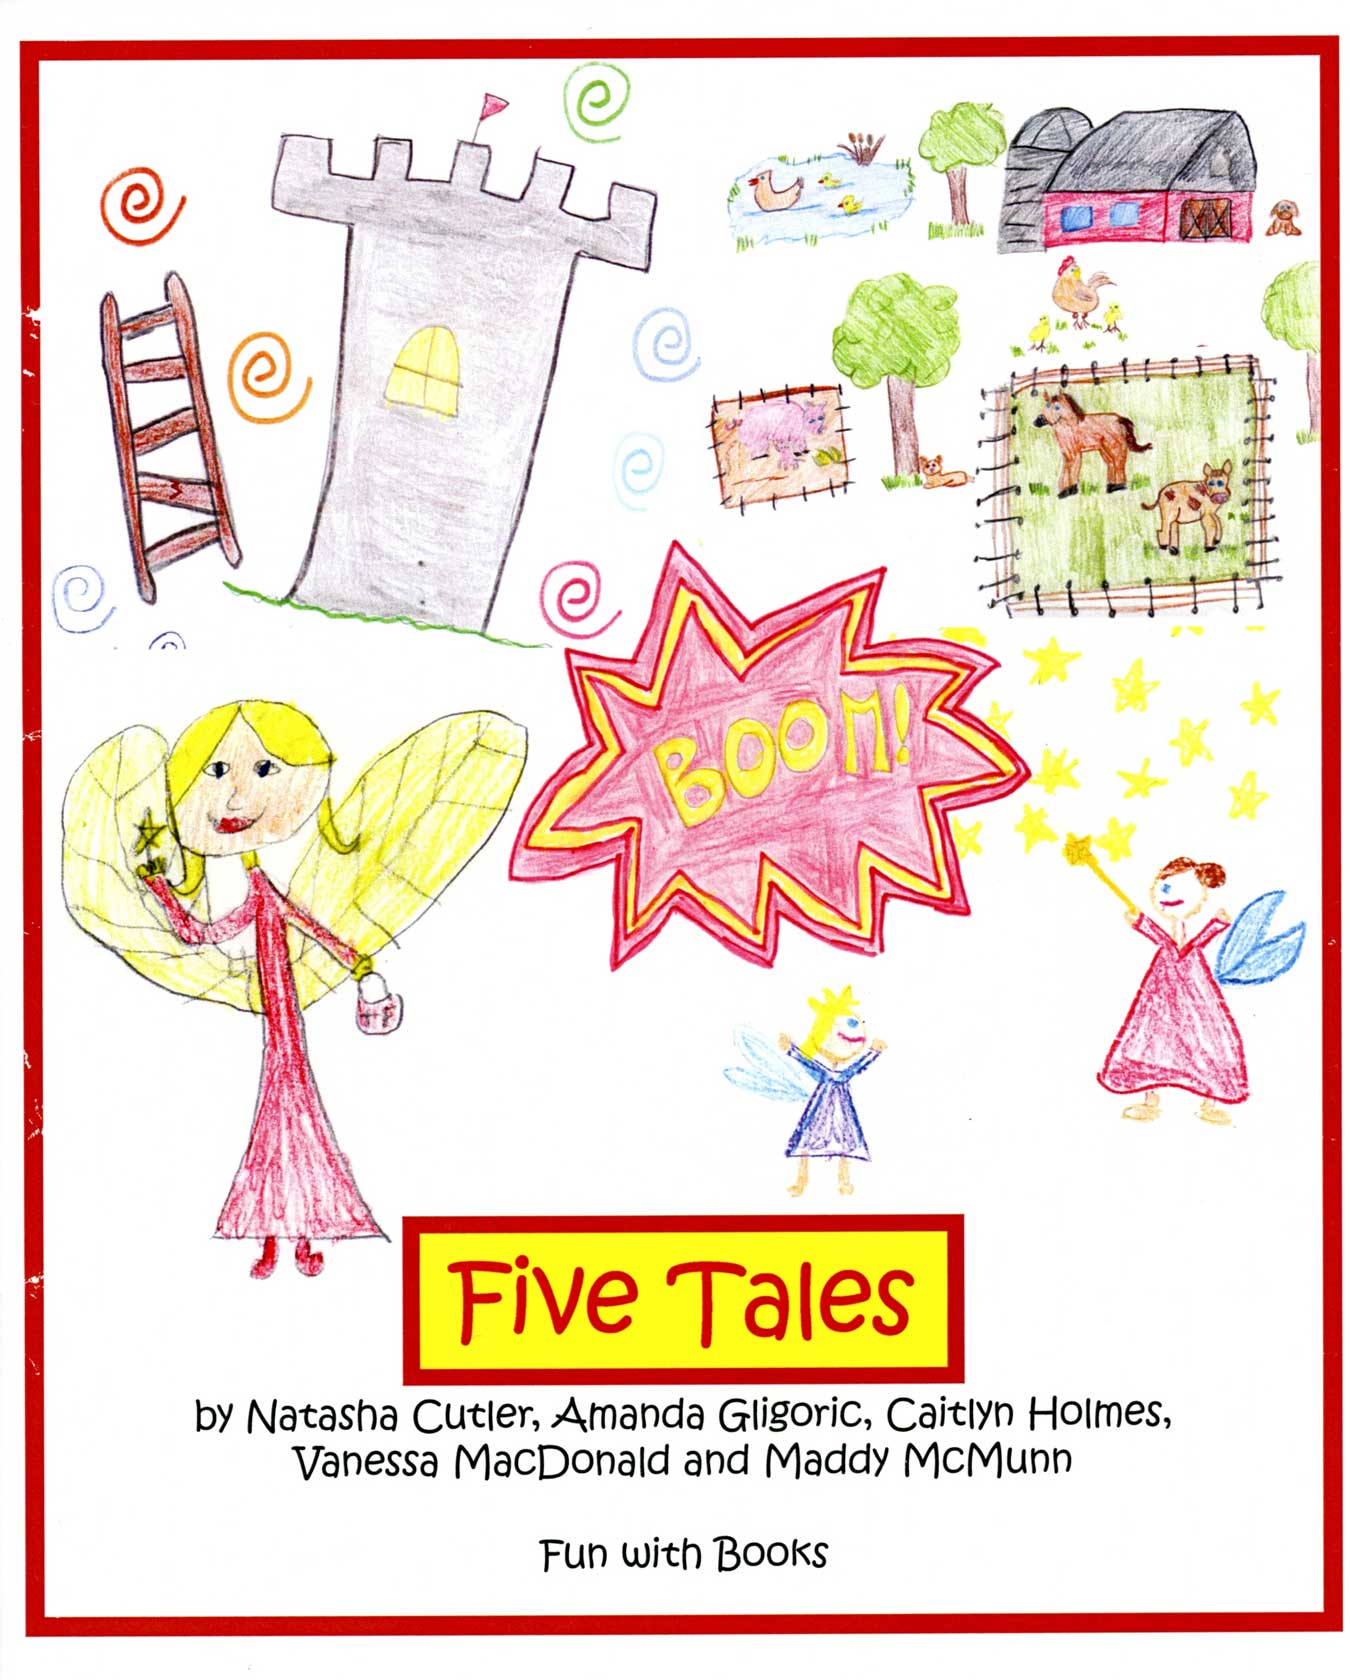 BOOM!
Five Tales
by Natasha Cutler, Amanda Gligoric, Caitlyn Holmes,
Vanessa MacDonald and Maddy McMunn
Fun with Books